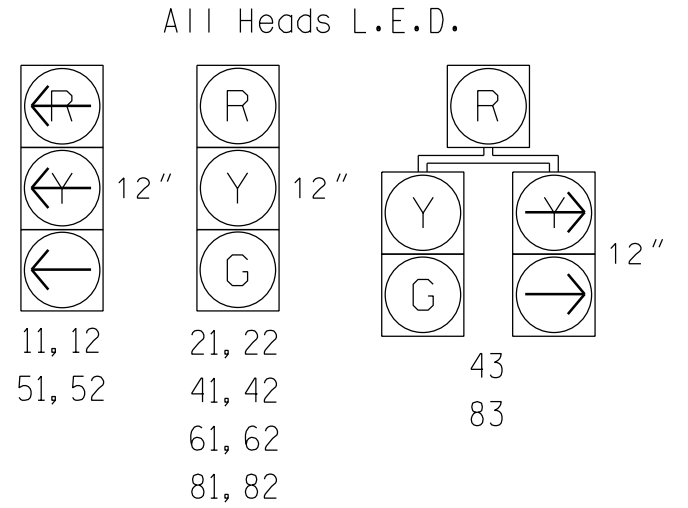 All Heads L.E.D.
R
Y
12"
11, 12
51, 52
R
Y
G
12"
21, 22
41, 42
61, 62
81, 82
R
Y
Y
G
12"
43
83